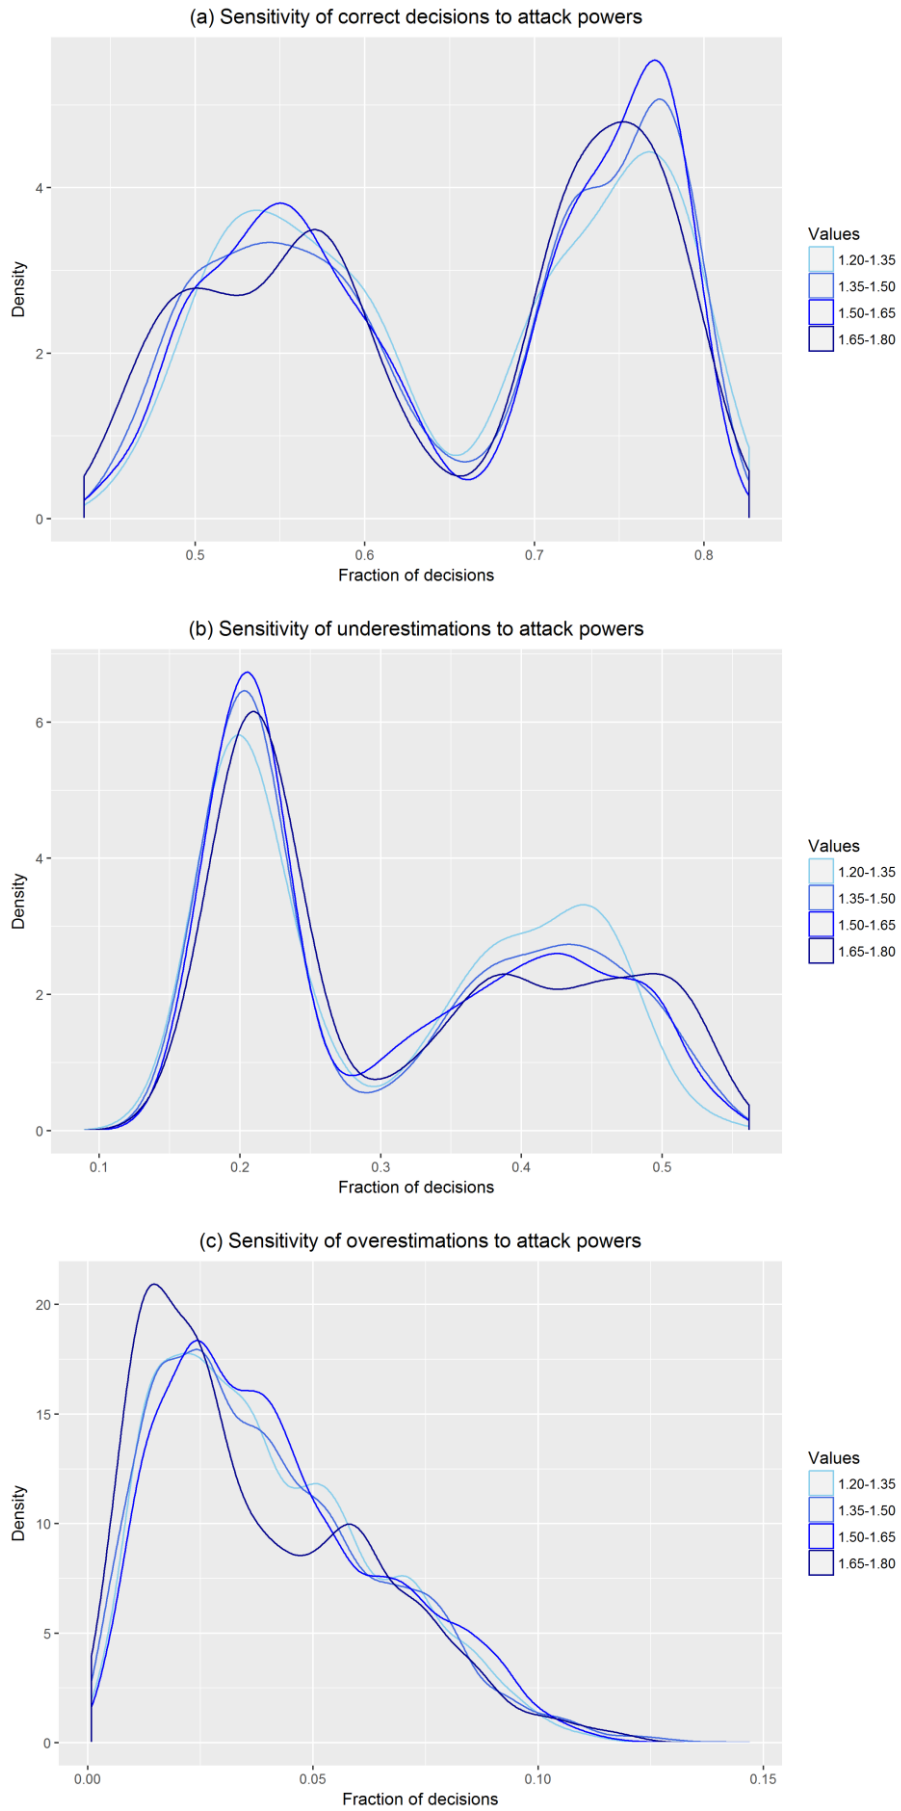 (a) Sensitivity of correct decisions to attack powers
4
2
0
Density
0.5 0.6 0.7 0.8
Fraction of decisions
Values
1.20-1.35
1.35-1.50
1.50-1.65
1.65-1.80
(b) Sensitivity of underestimations to attack powers
6
4
2
0
Density
0.1 0.2 0.3 0.4 0.5
Fraction of decisions
Values
1.20-1.35
1.35-1.50
1.50-1.65
1.65-1.80
(c) Sensitivity of overestimations to attack powers
20
15
10
5
0
Density
0.00 0.05 0.10 0.15
Fraction of decisions
Values
1.20-1.35
1.35-1.50
1.50-1.65
1.65-1.80